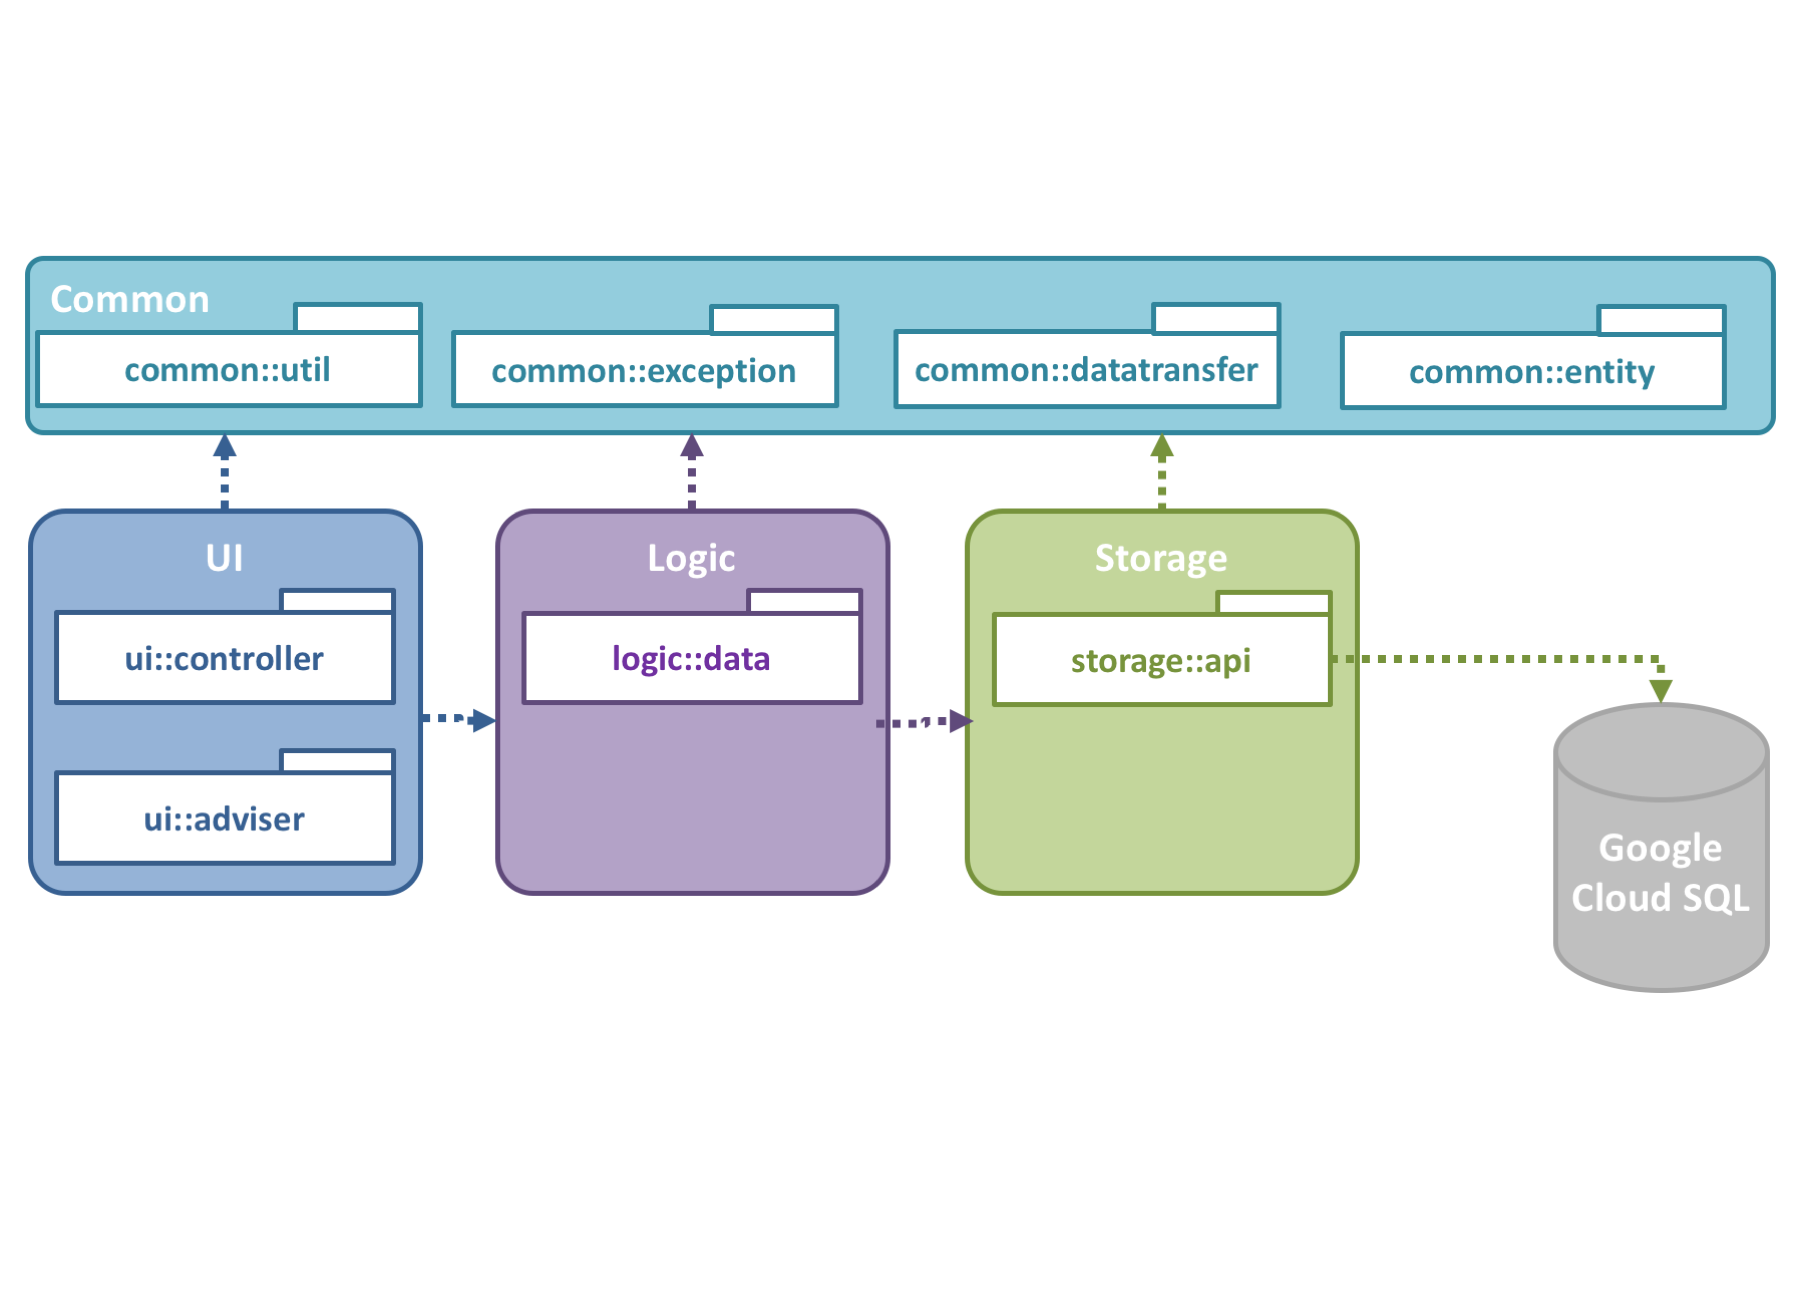 Common
common::util
common::exception
common::datatransfer
common::entity
UI
ui::controller
ui::adviser
Logic
logic::data
Storage
storage::api
Google
Cloud SQL